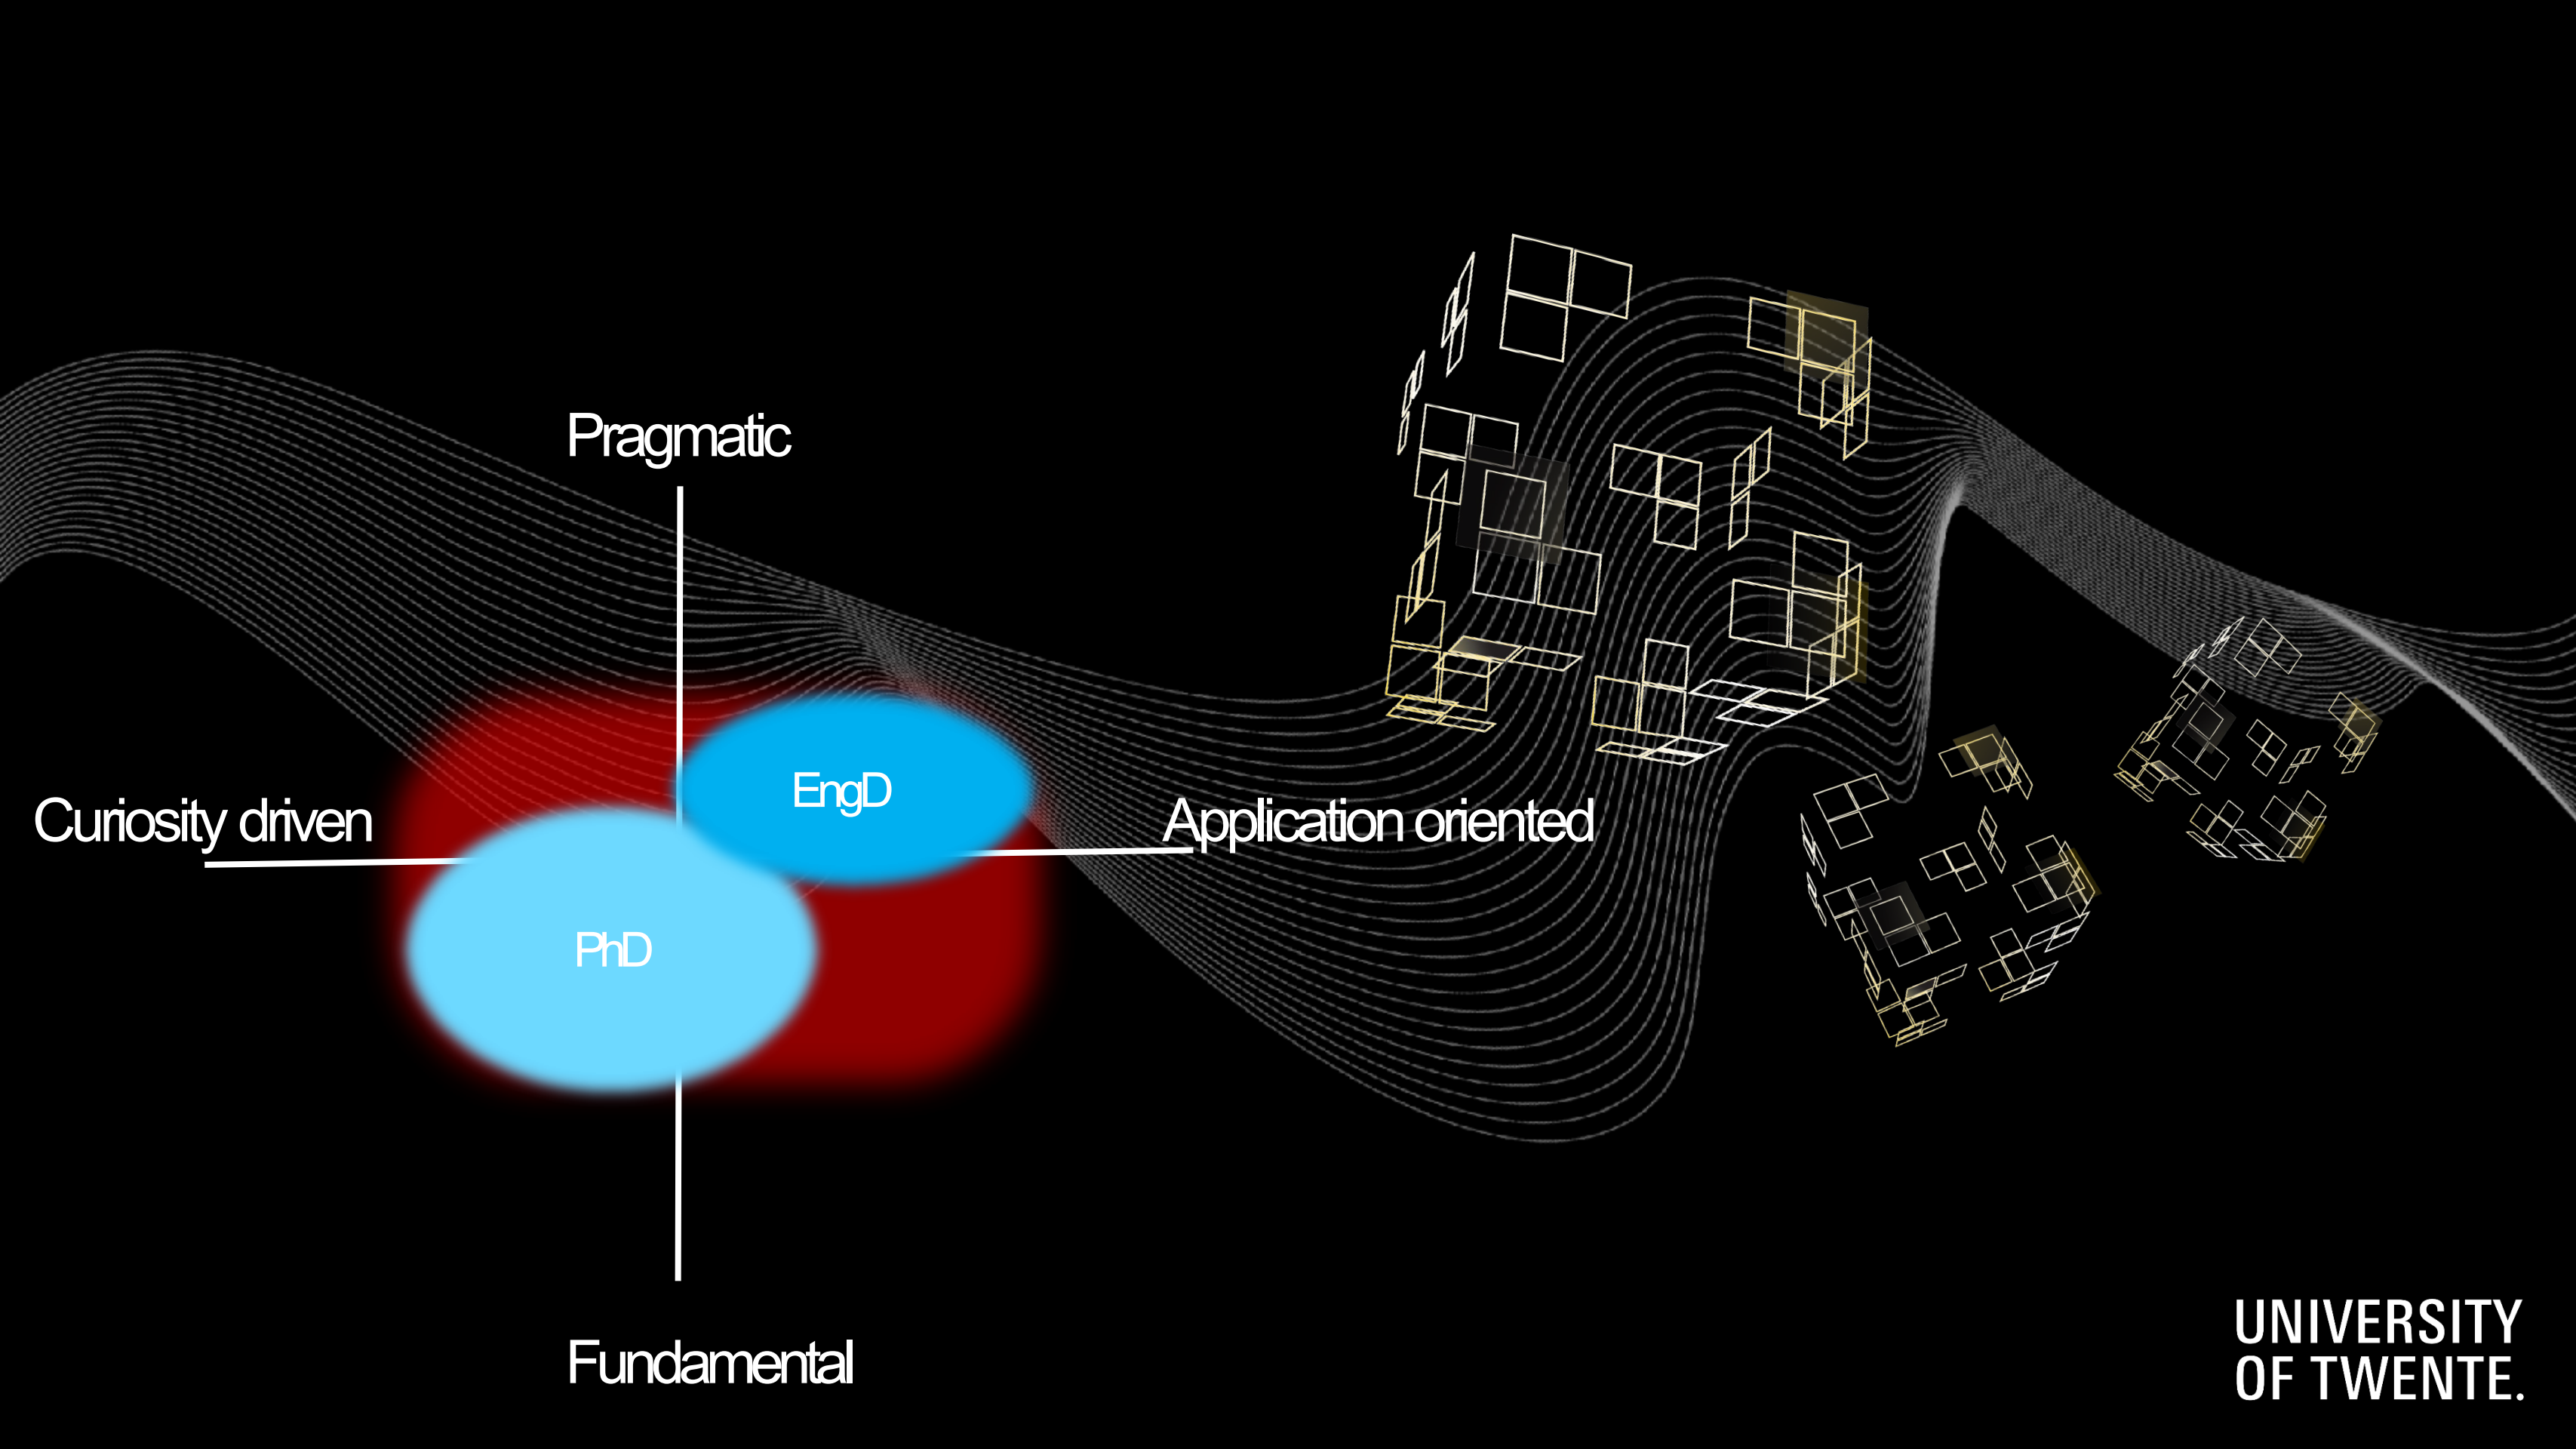 Pragmatic
EngD
Curiosity driven
Application oriented
PhD
Fundamental
UNIVERSITY
OF TWENTE.